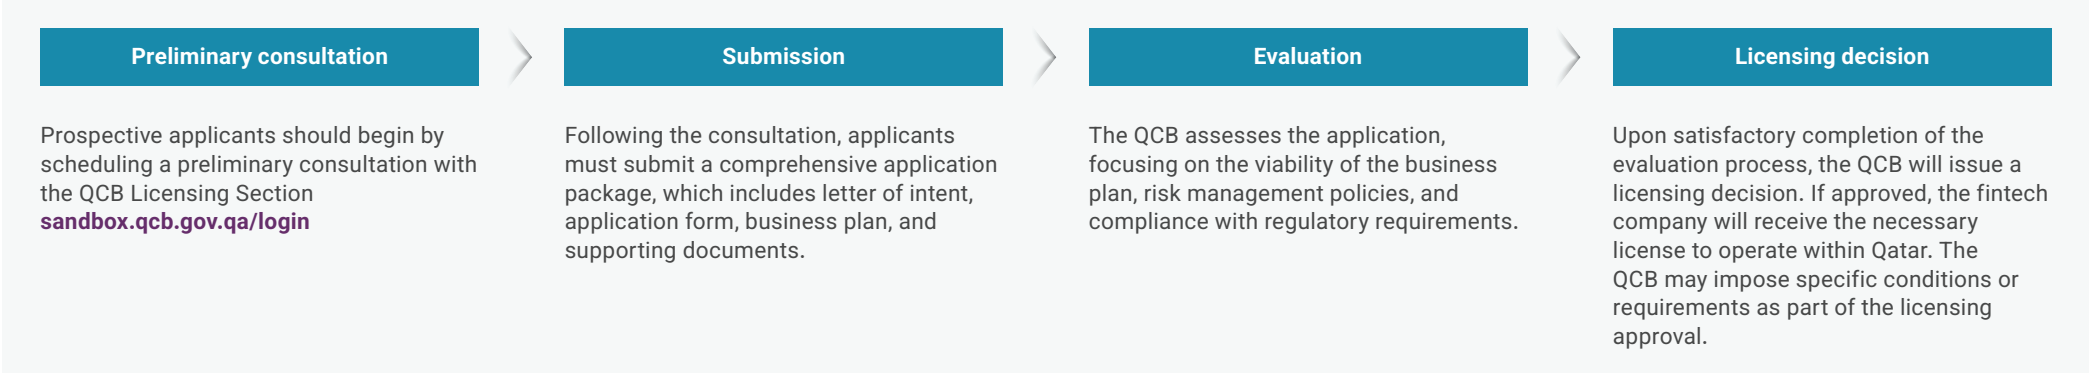 Preliminary consultation
Prospective applicants should begin by
scheduling a preliminary consultation with
the QCB Licensing Section
sandbox.qcb.gov.qa/login
Submission
Following the consultation, applicants
must submit a comprehensive application
package, which includes letter of intent,
application form, business plan, and
supporting documents.
Evaluation
The QCB assesses the application,
focusing on the viability of the business
plan, risk management policies, and
compliance with regulatory requirements.
Licensing decision
Upon satisfactory completion of the
evaluation process, the QCB will issue a
licensing decision. If approved, the fintech
company will receive the necessary
license to operate within Qatar. The
QCB may impose specific conditions or
requirements as part of the licensing
approval.